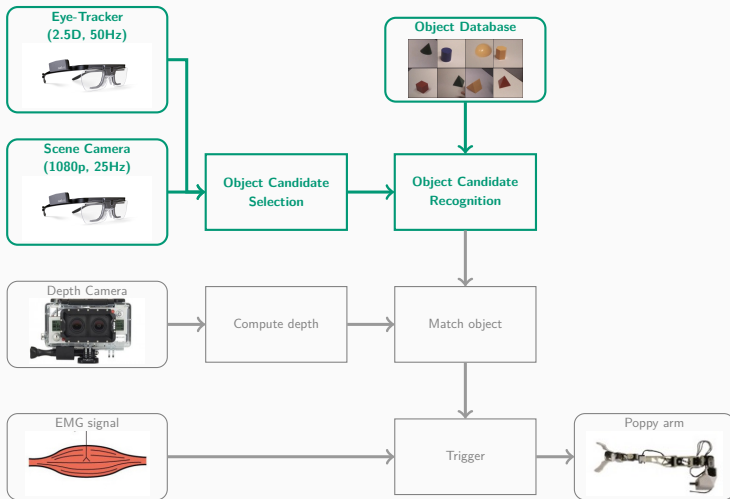 Eye-Tracker
(2.5D, 50Hz)
Object Database
Scene Camera
(1080p, 25Hz)
Object Candidate
Selection
Object Candidate
Recognition
Depth Camera
Compute depth
Match object
EMG signal
Trigger
Poppy arm